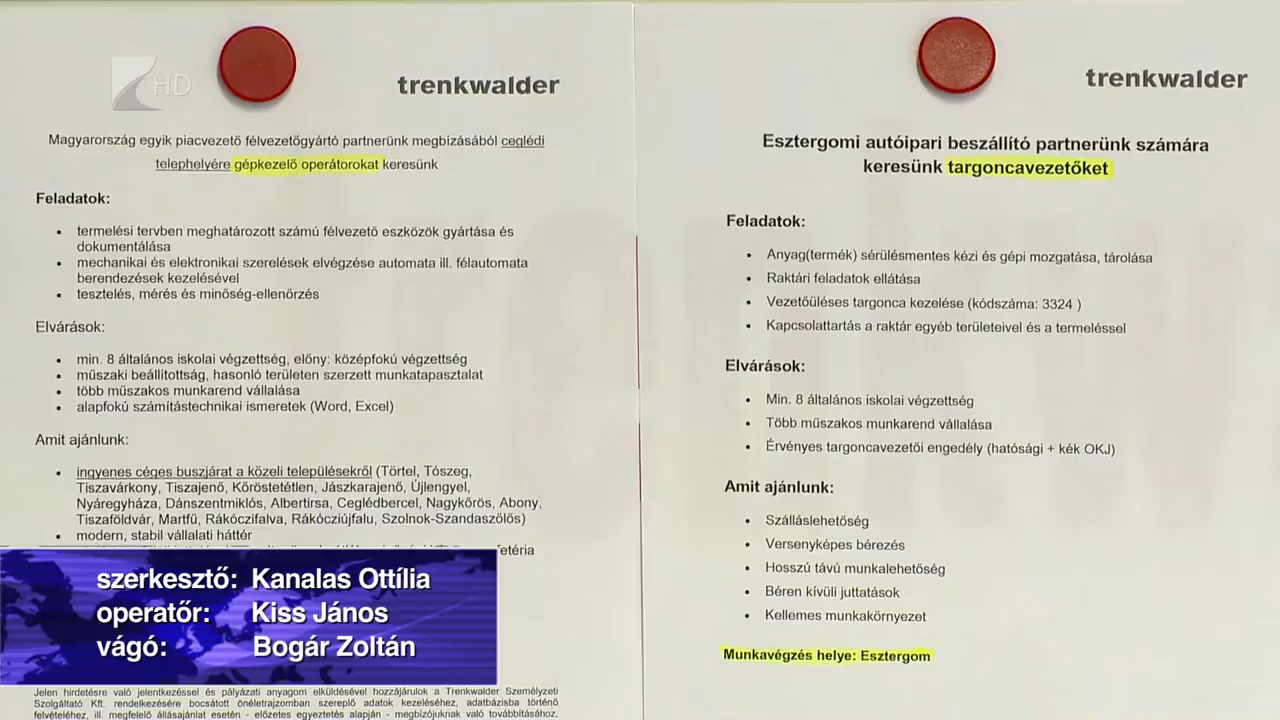 HD
trenkwalder
Magyarország egyik piacvezető félvezetőgyártó partnerünk megbízásából ceglédi
telephelyére gépkezelő operátorokat keresünk
Feladatok:
• termelési tervben meghatározott számú félvezető eszközök gyártása és
dokumentálása
• mechanikai és elektronikai szerelések elvégzése automata ill. félautomata
berendezések kezelésével
• tesztelés, mérés és minőség-ellenőrzés
Elvárások:
• min. 8 általános iskolai végzettség, előny: középfokú végzettség
• műszaki beállítottság, hasonló területen szerzett munkatapasztalat
• több műszakos munkarend vállalása
• alapfokú számítástechnikai ismeretek (Word, Excel)
Amit ajánlunk:
• ingyenes céges buszjárat a közeli településekről (Törtel, Tószeg,
Tiszavárkony, Tiszajenő, Kőröstetétlen, Jászkarajenő, Újlengyel,
Nyáregyháza, Dánszentmiklós, Albertirsa, Ceglédbercel, Nagykőrös, Abony,
Tiszaföldvár, Martfű, Rákóczifalva, Rákócziújfalu, Szolnok-Szandaszőlős)
• modern, stabil vállalati háttér
szerkesztő: Kanalas Ottília
operatőr: Kiss János
vágó: Bogár Zoltán
Jelen hirdetésre való jelentkezéssel és pályázati anyagom elküldésével hozzájárulok a Trenkwalder Személyzeti
Szolgáltató Kft. rendelkezésére bocsátott önéletrajzomban szereplő adatok kezeléséhez, adatbázisba történő
felvételéhez, ill. megfelelő állásajánlat esetén - előzetes egyeztetés alapján - megbízójuknak való továbbításához.
trenkwalder
Esztergomi autóipari beszállító partnerünk számára
keresünk targoncavezetőket
Feladatok:
• Anyag(termék) sérülésmentes kézi és gépi mozgatása, tárolása
• Raktári feladatok ellátása
• Vezetőüléses targonca kezelése (kódszáma: 3324 )
• Kapcsolattartás a raktár egyéb területeivel és a termeléssel
Elvárások:
• Min. 8 általános iskolai végzettség
• Több műszakos munkarend vállalása
• Érvényes targoncavezetői engedély (hatósági + kék OKJ)
Amit ajánlunk:
• Szálláslehetőség
• Versenyképes bérezés
• Hosszú távú munkalehetőség
• Béren kívüli juttatások
• Kellemes munkakörnyezet
Munkavégzés helye: Esztergom